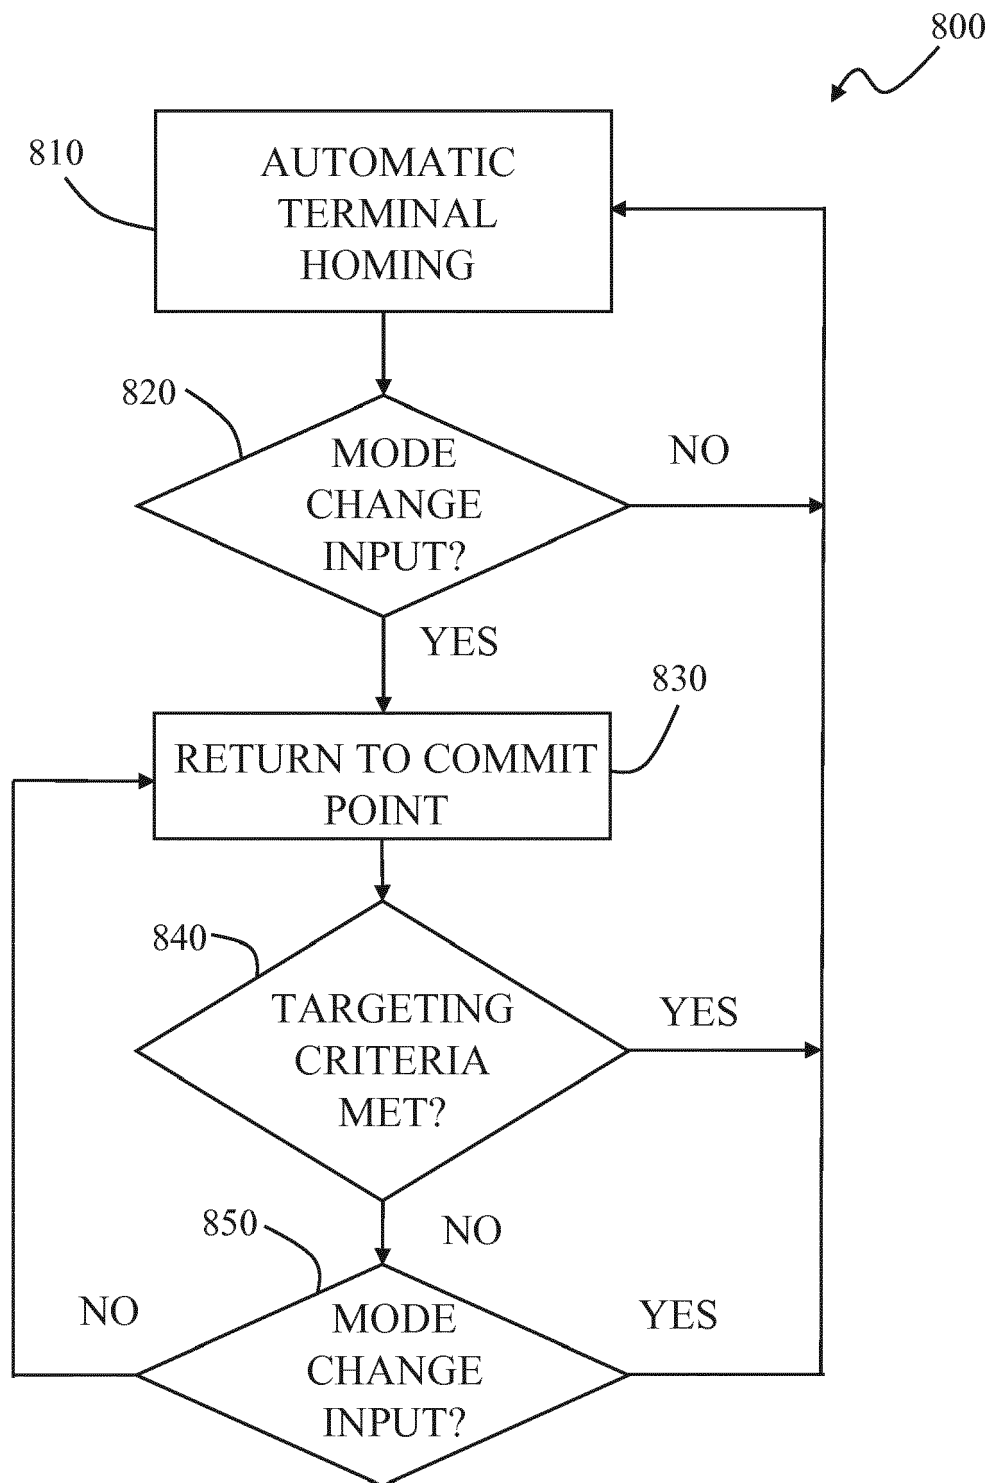 800
810
AUTOMATIC
TERMINAL
HOMING
820
MODE
CHANGE
INPUT?
NO
YES
830
RETURN TO COMMIT
POINT
840
TARGETING
CRITERIA
MET?
YES
850
NO
NO
MODE
CHANGE
INPUT?
YES